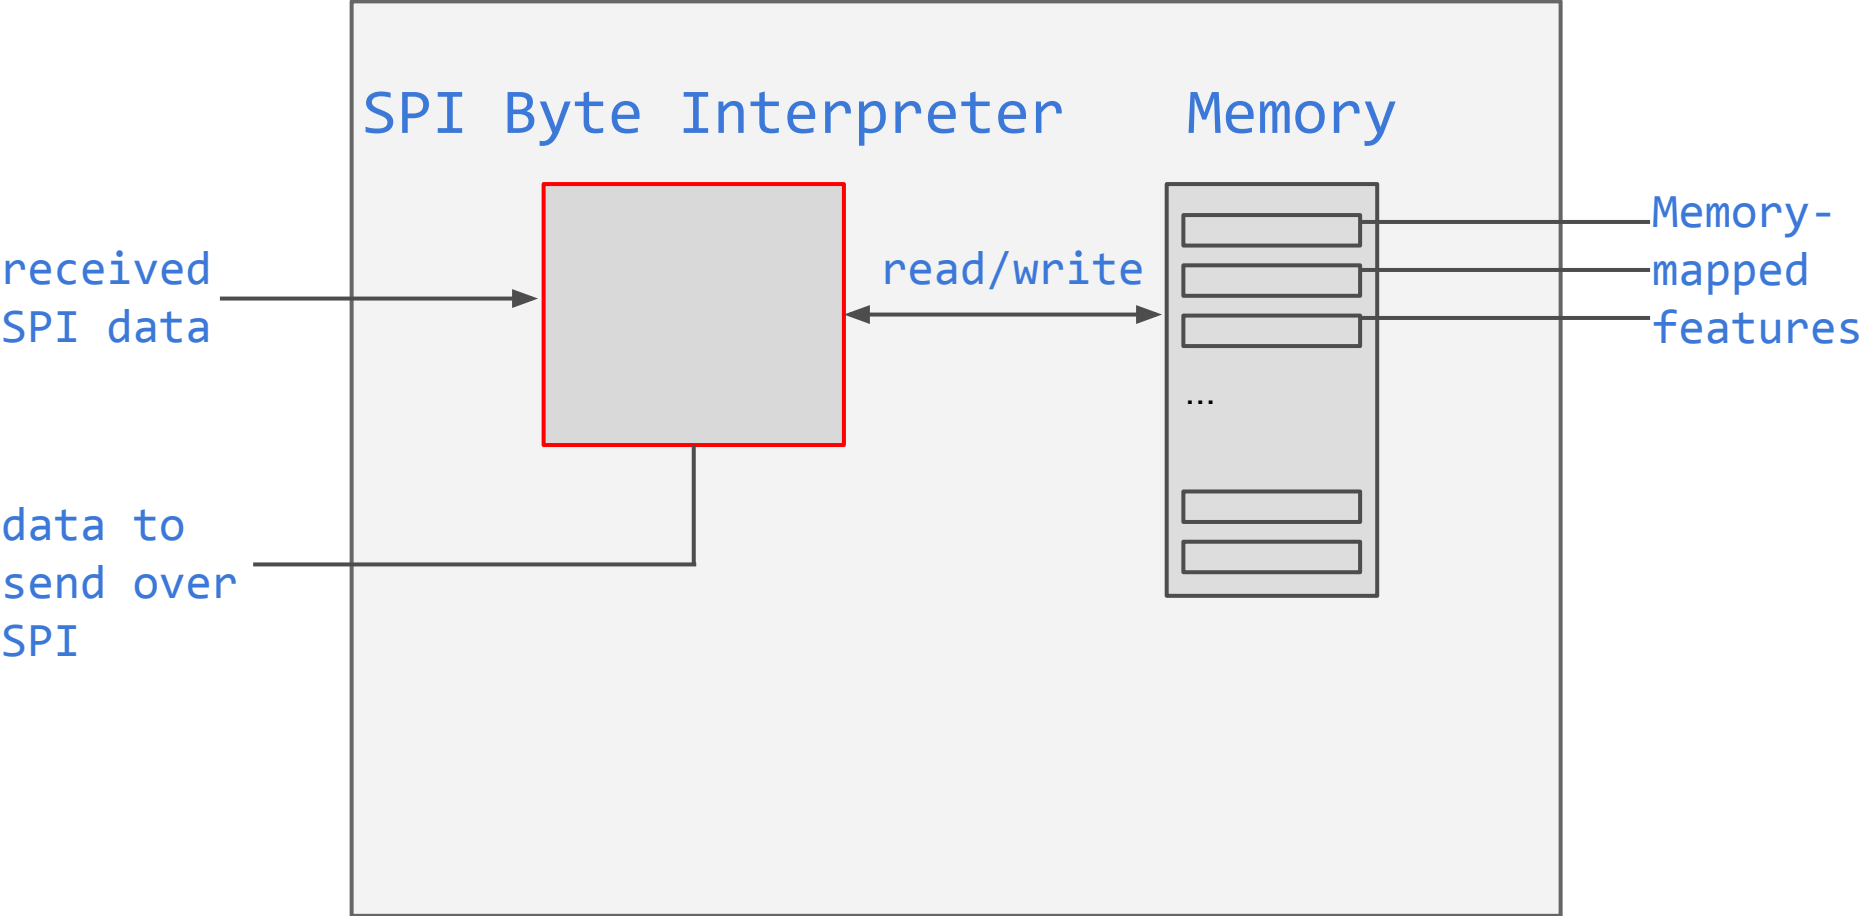 SPI Byte Interpreter
Memory
received
SPI data
read/write
Memory-
mapped
features
...
data to
send over
SPI